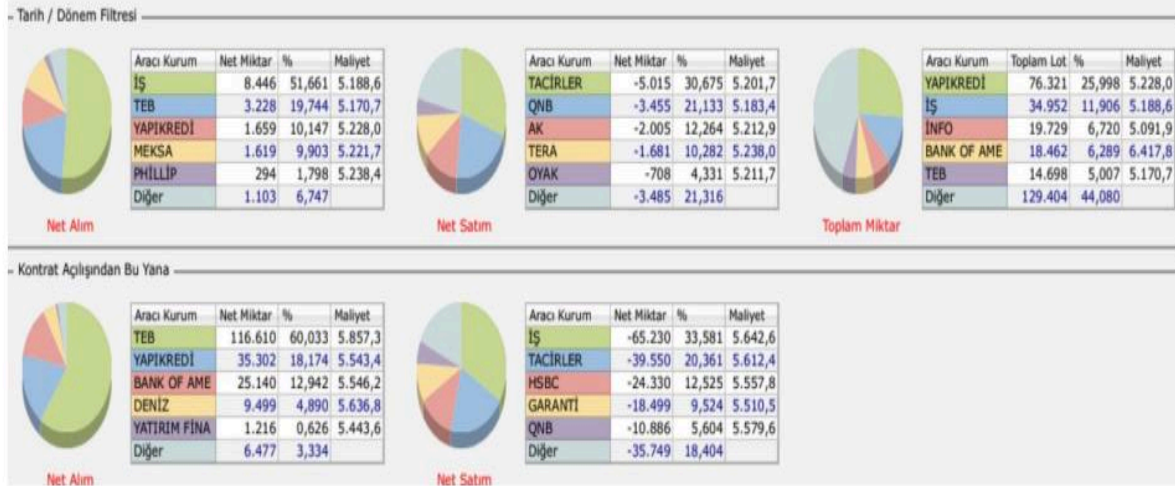 Tarih / Dönem Filtresi
Aracı Kurum Net Miktar % Maliyet
İŞ 8.446 51,661 5.188,6
TEB 3.228 19,744 5.170,7
YAPIKREDİ 1.659 10,147 5.228,0
MEKSA 1.619 9,903 5.221,7
PHİLLİP 294 1,798 5.238,4
Diğer 1.103 6,747
Net Alım
Aracı Kurum Net Miktar % Maliyet
TACİRLER -5.015 30,675 5.201,7
QNB -3.455 21,133 5.183,4
AK -2.005 12,264 5.212,9
TERA -1.681 10,282 5.238,0
OYAK -708 4,331 5.211,7
Diğer -3.485 21,316
Net Satım
Aracı Kurum Toplam Lot % Maliyet
YAPIKREDİ 76.321 25,998 5.228,0
İŞ 34.952 11,906 5.188,6
İNFO 19.729 6,720 5.091,9
BANK OF AME 18.462 6,289 6.417,8
TEB 14.698 5,007 5.170,7
Diğer 129.404 44,080
Toplam Miktar
Kontrat Açılışından Bu Yana
Aracı Kurum Net Miktar % Maliyet
TEB 116.610 60,033 5.857,3
YAPIKREDİ 35.302 18,174 5.543,4
BANK OF AME 25.140 12,942 5.546,2
DENİZ 9.499 4,890 5.636,8
YATIRIM FİNA 1.216 0,626 5.443,6
Diğer 6.477 3,334
Net Alım
Aracı Kurum Net Miktar % Maliyet
İŞ -65.230 33,581 5.642,6
TACİRLER -39.550 20,361 5.612,4
HSBC -24.330 12,525 5.557,8
GARANTİ -18.499 9,524 5.510,5
QNB -10.886 5,604 5.579,6
Diğer -35.749 18,404
Net Satım